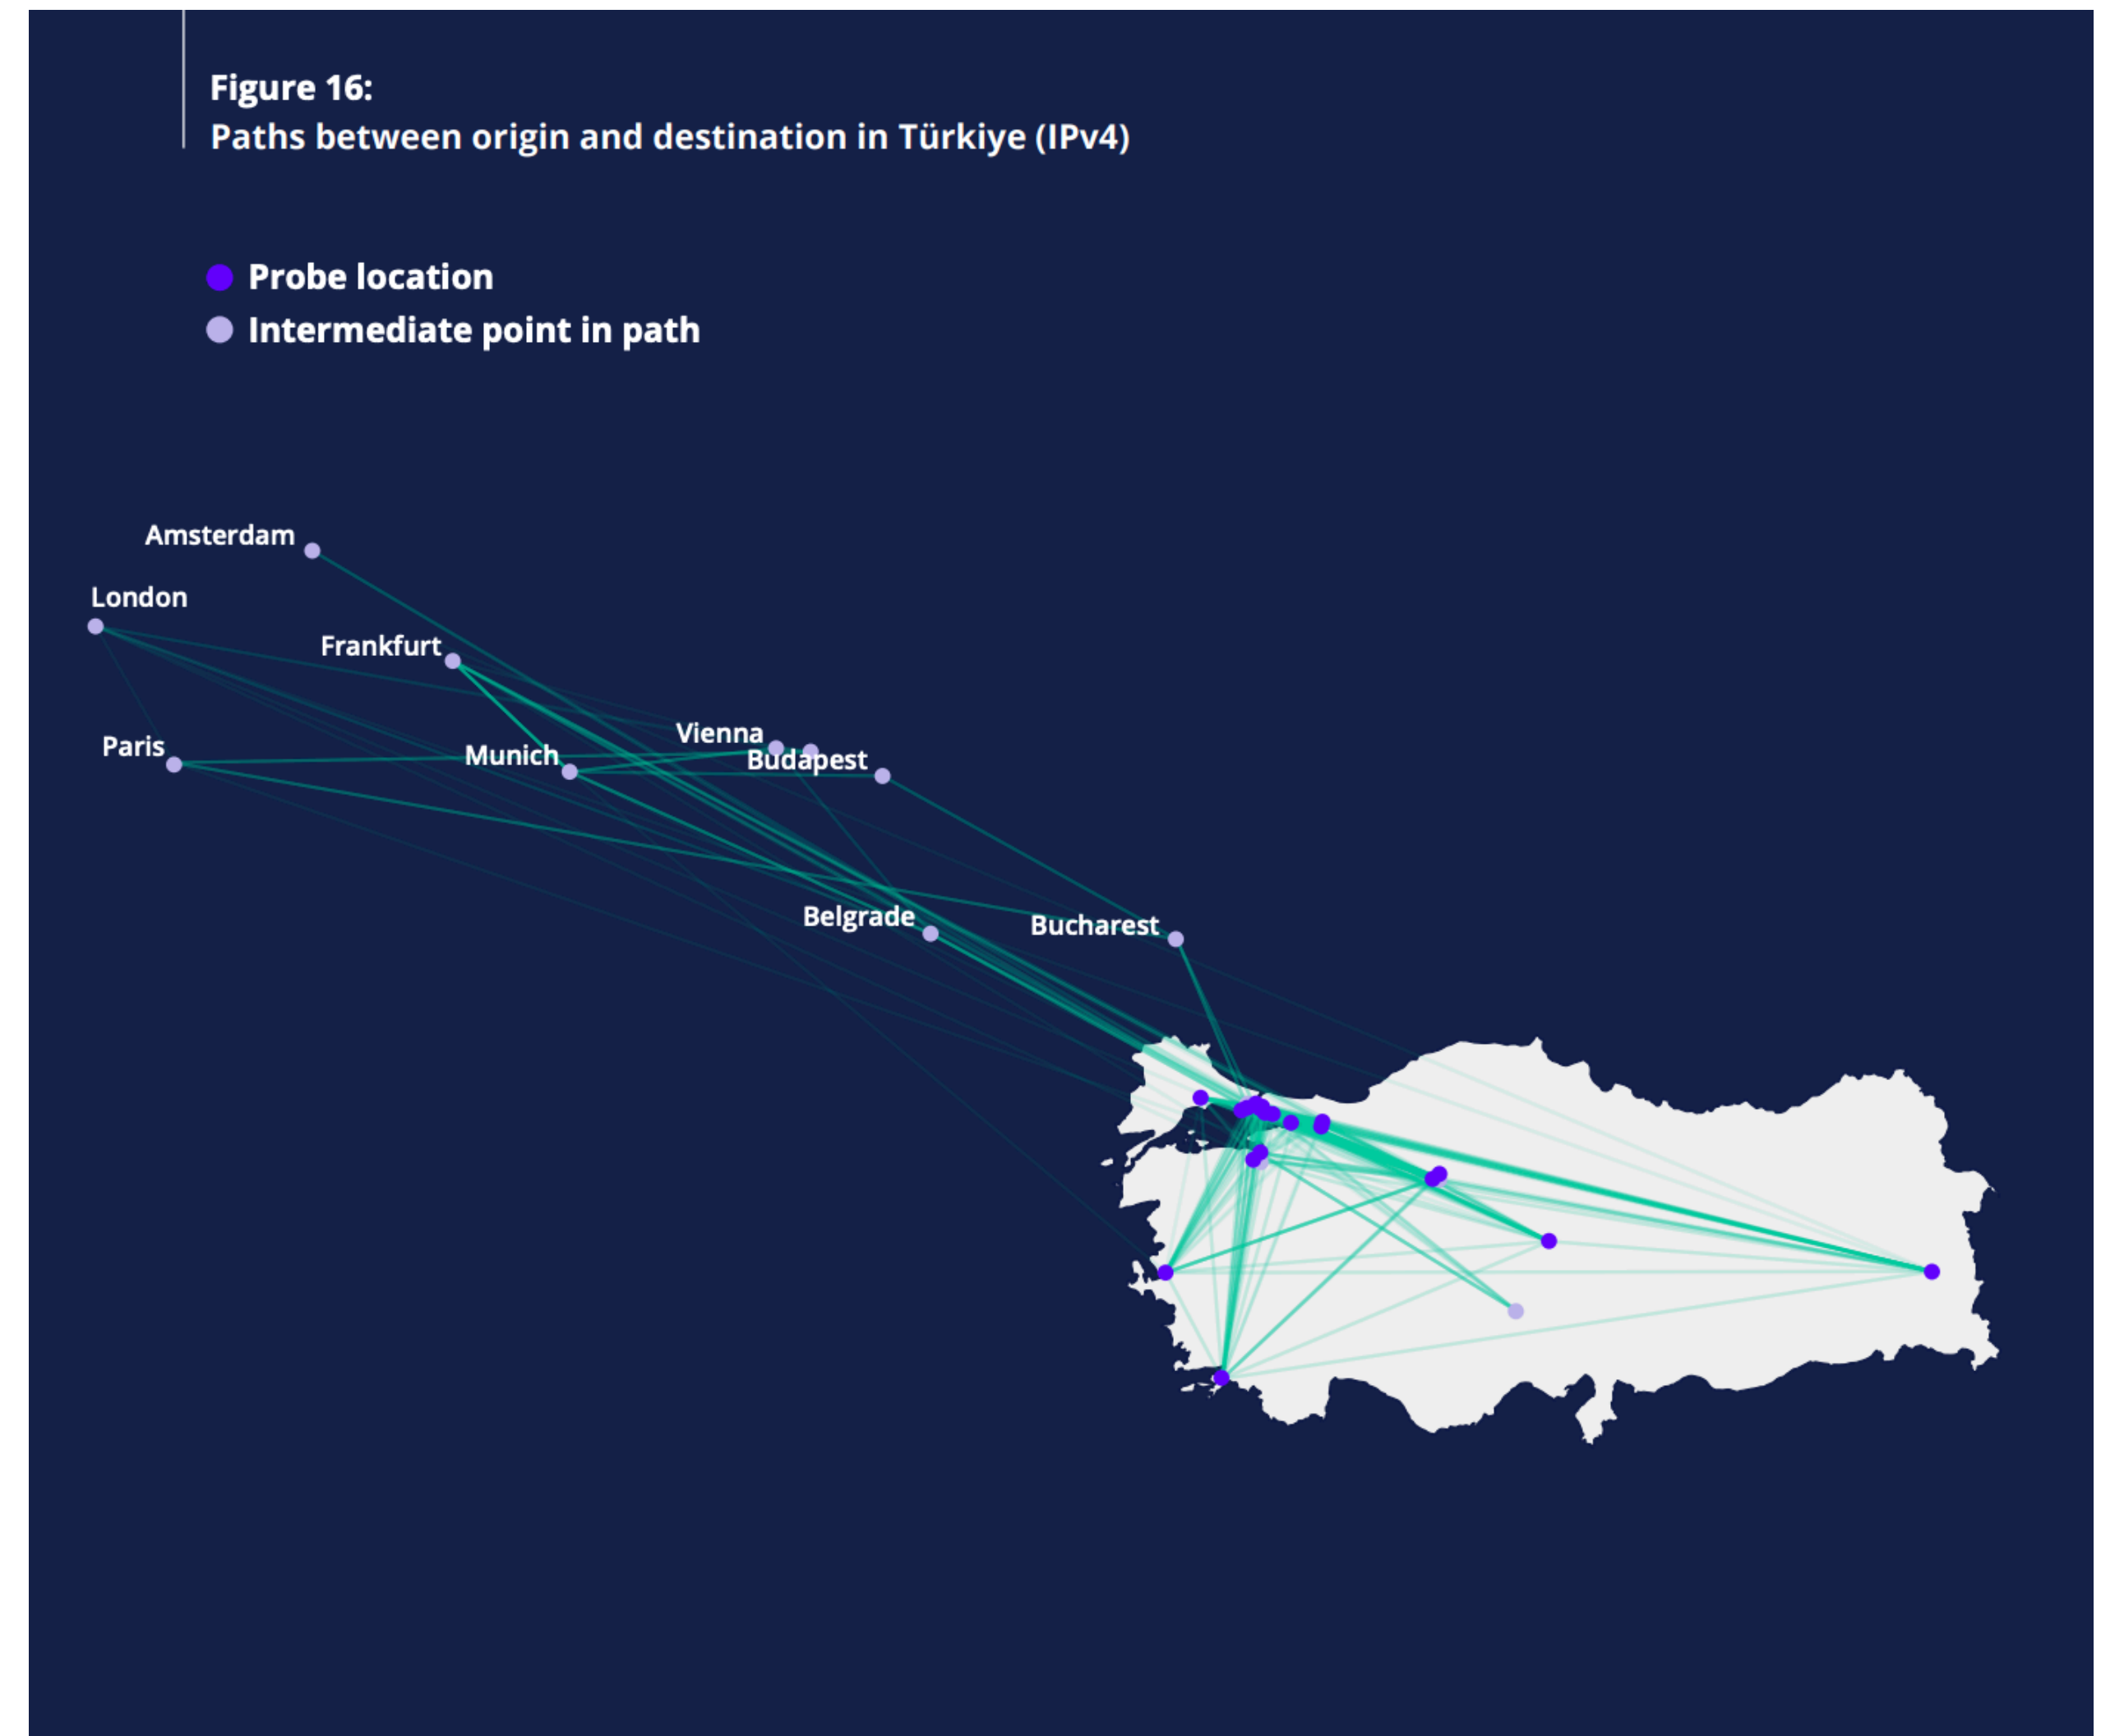 Figure 16:
Paths between origin and destination in Türkiye (IPv4)
Probe location
Intermediate point in path
Amsterdam
London
Frankfurt
Vienna
Paris
Munich
Budapest
Belgrade
Bucharest